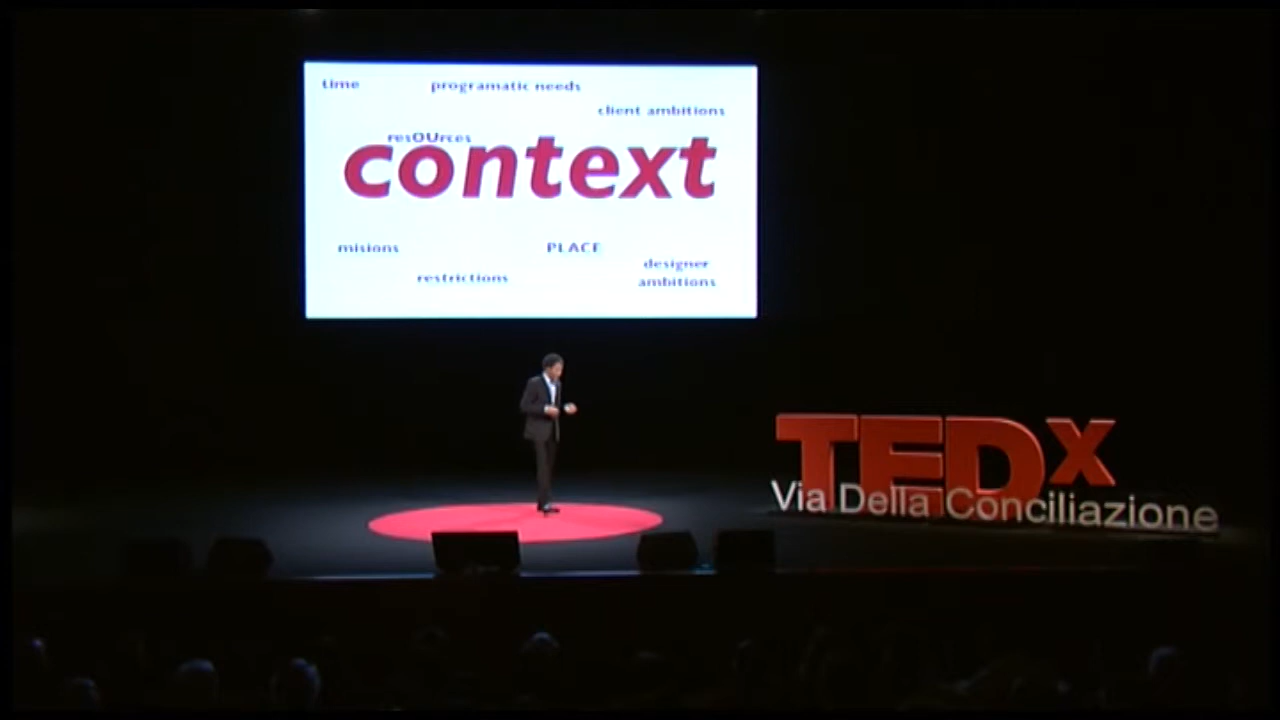 time
programatic needs
client ambitions
resOUrces
context
misions
PLACE
restrictions
designer
ambitions
TEDx
Via Della Conciliazione